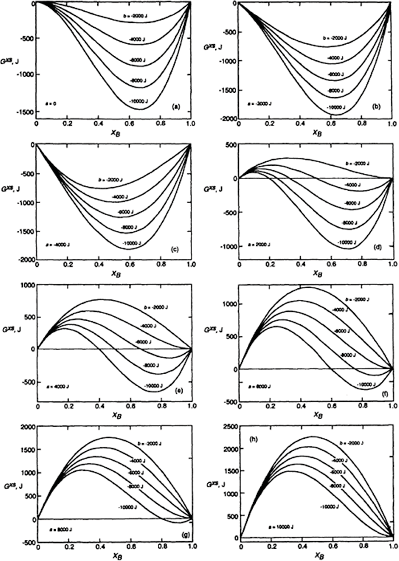 0
-500
-1000
-1500
G^XS, J
b = -2000 J
-4000 J
-6000 J
-8000 J
-10000 J
a = 0
(a)
0 0.2 0.4 0.6 0.8 1.0
X_B
0
-500
-1000
-1500
-2000
G^XS, J
b = -2000 J
-4000 J
-6000 J
-8000 J
-10000 J
a = -3000 J
(b)
0 0.2 0.4 0.6 0.8 1.0
X_B
0
-500
-1000
-1500
-2000
G^XS, J
b = -2000 J
-4000 J
-6000 J
-8000 J
-10000 J
a = -4000 J
(c)
0 0.2 0.4 0.6 0.8 1.0
X_B
500
0
-500
-1000
G^XS, J
b = -2000 J
-4000 J
-6000 J
-8000 J
-10000 J
a = 2000 J
(d)
0 0.2 0.4 0.6 0.8 1.0
X_B
1000
500
0
-500
G^XS, J
b = -2000 J
-4000 J
-6000 J
-8000 J
-10000 J
a = 4000 J
(e)
0 0.2 0.4 0.6 0.8 1.0
X_B
1000
500
0
-500
G^XS, J
b = -2000 J
-4000 J
-6000 J
-8000 J
-10000 J
a = 6000 J
(f)
0 0.2 0.4 0.6 0.8 1.0
X_B
2000
1500
1000
500
0
-500
G^XS, J
b = -2000 J
-4000 J
-6000 J
-8000 J
-10000 J
a = 8000 J
(g)
0 0.2 0.4 0.6 0.8 1.0
X_B
2500
2000
1500
1000
500
0
G^XS, J
(h)
b = -2000 J
-4000 J
-6000 J
-8000 J
-10000 J
a = 10000 J
0 0.2 0.4 0.6 0.8 1.0
X_B